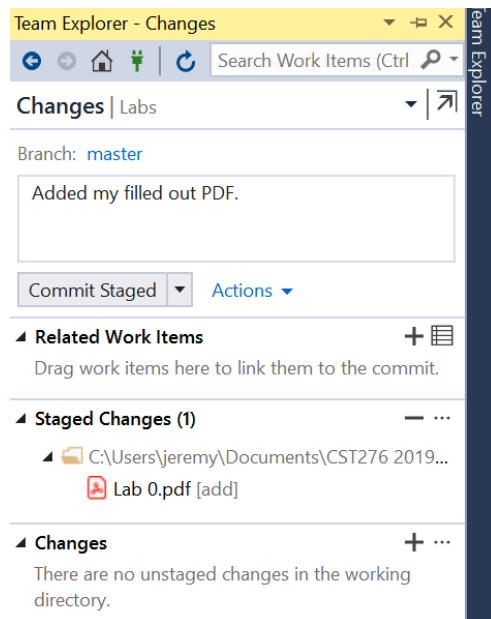 Team Explorer - Changes
Search Work Items (Ctrl
Changes | Labs
Branch: master
Added my filled out PDF.
Commit Staged
Actions
Related Work Items
Drag work items here to link them to the commit.
Staged Changes (1)
C:\Users\jeremy\Documents\CST276 2019...
Lab 0.pdf [add]
Changes
There are no unstaged changes in the working
directory.
Team Explorer